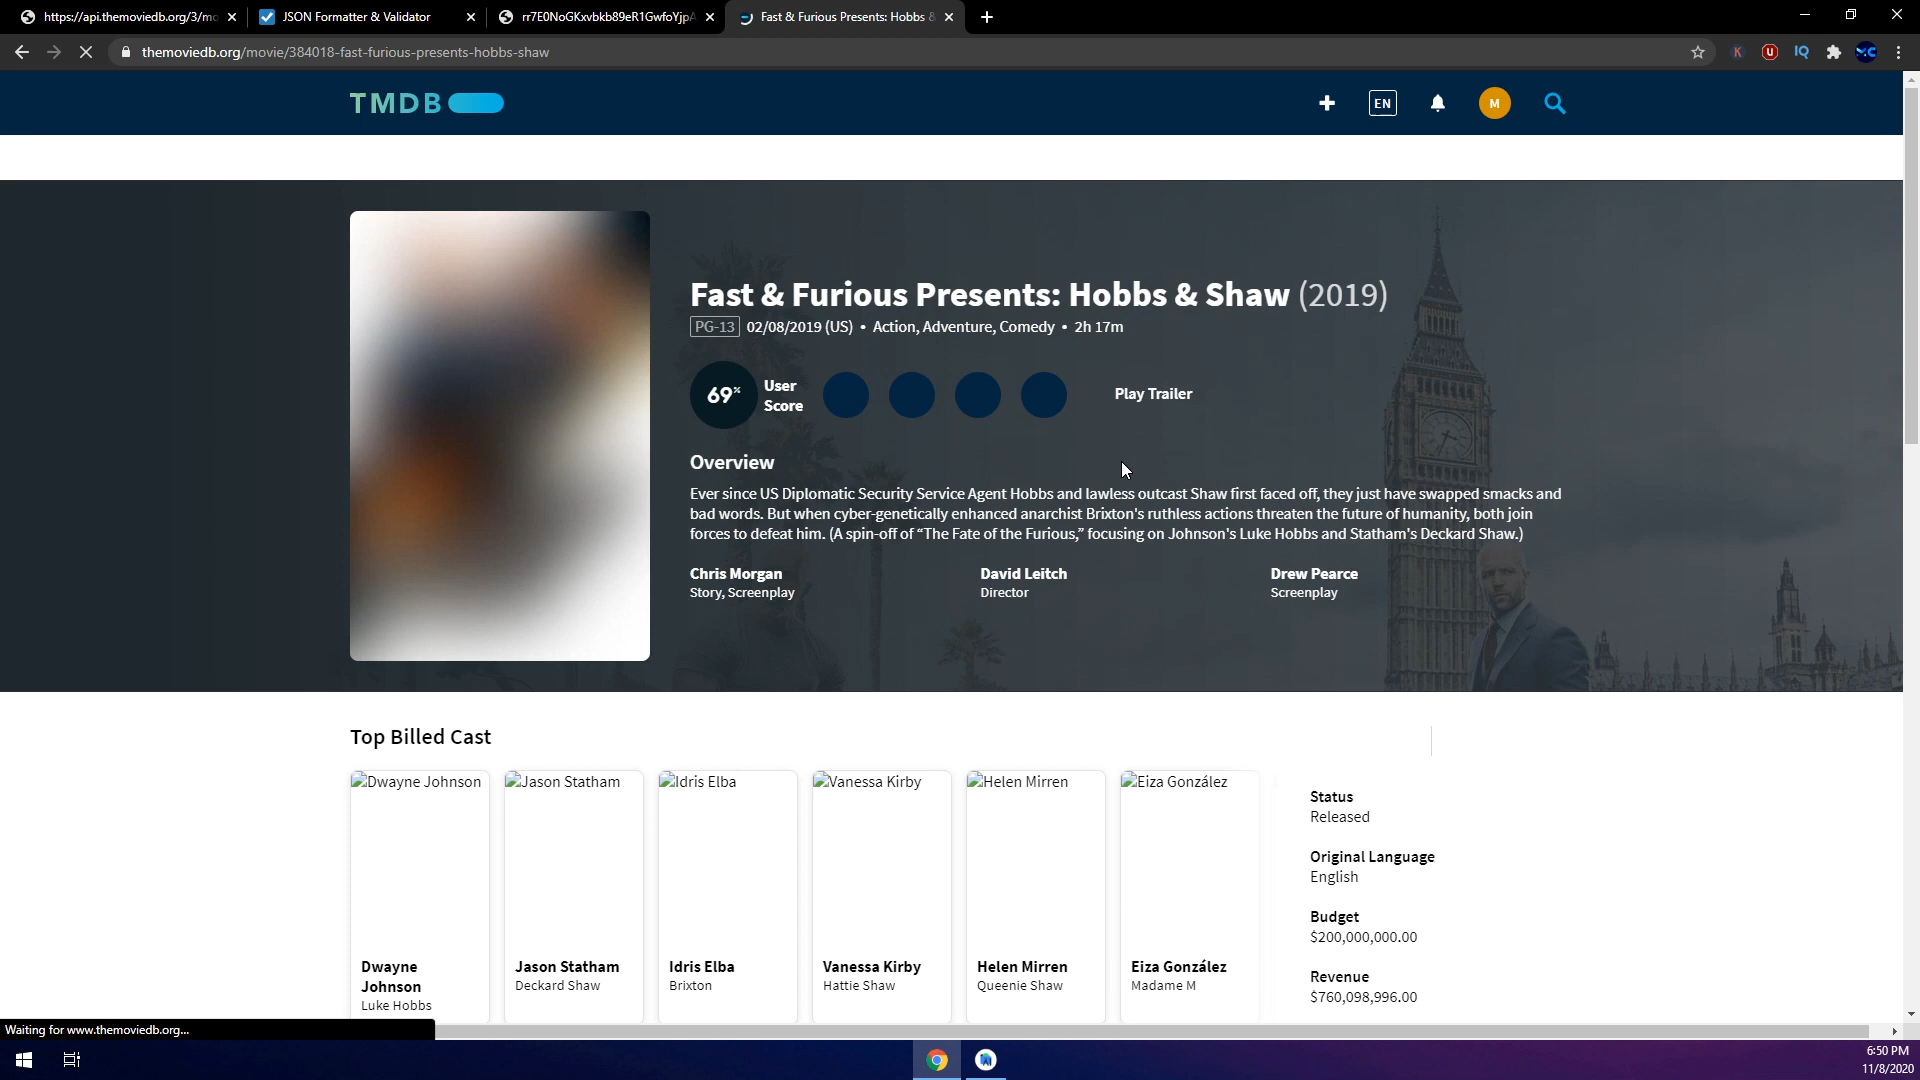 https://api.themoviedb.org/3/mo
JSON Formatter & Validator
rr7E0NoGKxvbkb89eR1GwfoYjpA
Fast & Furious Presents: Hobbs &
themoviedb.org/movie/384018-fast-furious-presents-hobbs-shaw
K
U
IQ
TMDB
EN
M
Fast & Furious Presents: Hobbs & Shaw (2019)
PG-13 02/08/2019 (US) • Action, Adventure, Comedy • 2h 17m
69%
User
Score
Play Trailer
Overview
Ever since US Diplomatic Security Service Agent Hobbs and lawless outcast Shaw first faced off, they just have swapped smacks and
bad words. But when cyber-genetically enhanced anarchist Brixton's ruthless actions threaten the future of humanity, both join
forces to defeat him. (A spin-off of “The Fate of the Furious,” focusing on Johnson's Luke Hobbs and Statham's Deckard Shaw.)
Chris Morgan
Story, Screenplay
David Leitch
Director
Drew Pearce
Screenplay
Top Billed Cast
Dwayne Johnson
Jason Statham
Idris Elba
Vanessa Kirby
Helen Mirren
Eiza González
Dwayne
Johnson
Luke Hobbs
Jason Statham
Deckard Shaw
Idris Elba
Brixton
Vanessa Kirby
Hattie Shaw
Helen Mirren
Queenie Shaw
Eiza González
Madame M
Status
Released
Original Language
English
Budget
$200,000,000.00
Revenue
$760,098,996.00
Waiting for www.themoviedb.org...
6:50 PM
11/8/2020